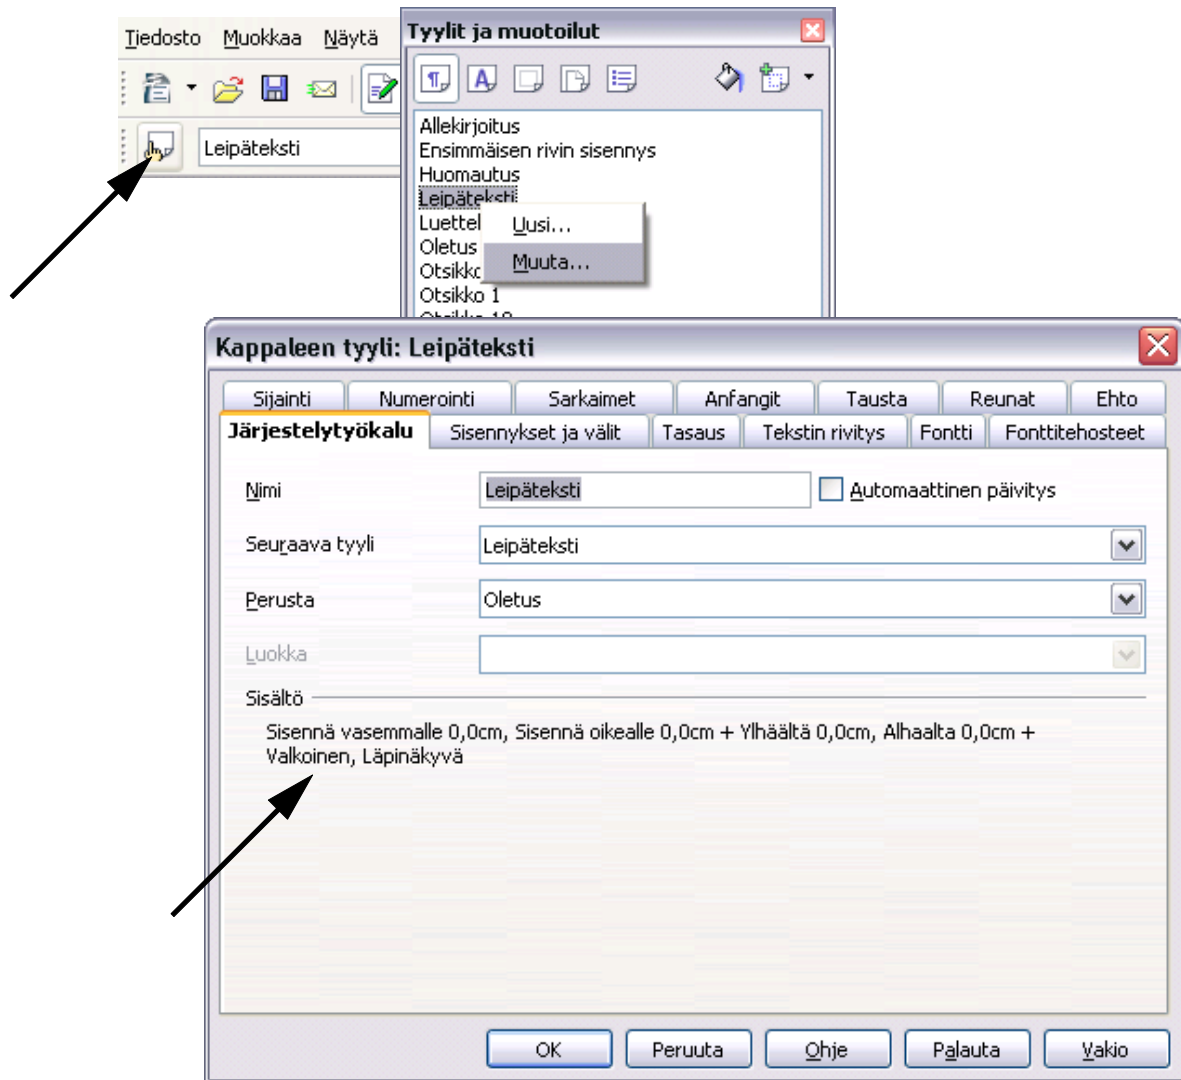 Tiedosto Muokkaa Näytä
Leipäteksti
Tyylit ja muotoilut
Allekirjoitus
Ensimmäisen rivin sisennys
Huomautus
Leipäteksti
Luettel
Oletus
Otsikko
Otsikko 1
Uusi...
Muuta...
Kappaleen tyyli: Leipäteksti
Sijainti Numerointi Sarkaimet Anfangit Tausta Reunat Ehto
Järjestelytyökalu Sisennykset ja välit Tasaus Tekstin rivitys Fontti Fonttitehosteet
Nimi Leipäteksti Automaattinen päivitys
Seuraava tyyli Leipäteksti
Perusta Oletus
Luokka
Sisältö
Sisennä vasemmalle 0,0cm, Sisennä oikealle 0,0cm + Ylhäältä 0,0cm, Alhaalta 0,0cm +
Valkoinen, Läpinäkyvä
OK Peruuta Ohje Palauta Vakio